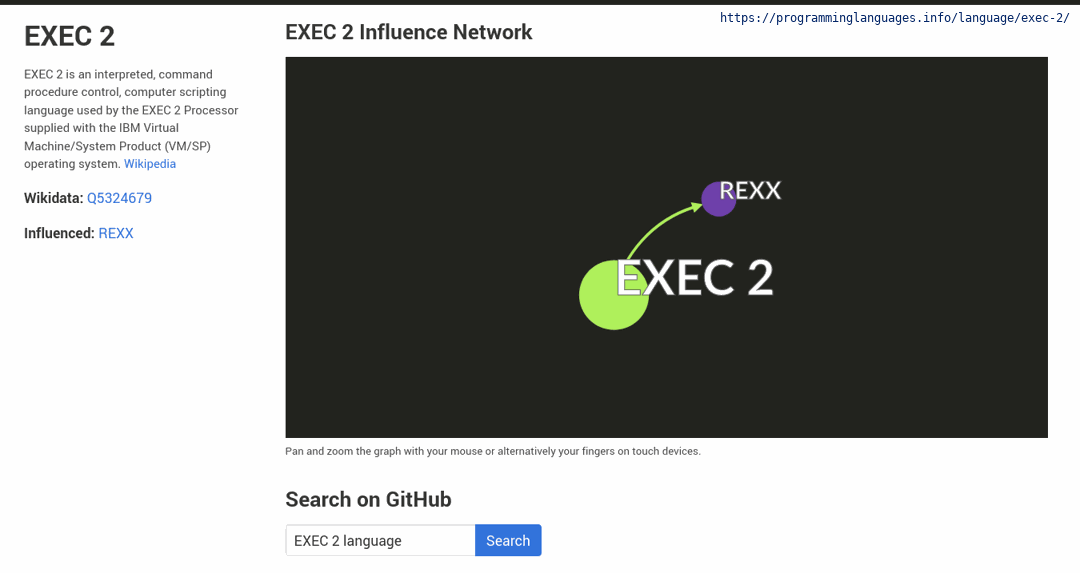 https://programminglanguages.info/language/exec-2/
EXEC 2
EXEC 2 is an interpreted, command
procedure control, computer scripting
language used by the EXEC 2 Processor
supplied with the IBM Virtual
Machine/System Product (VM/SP)
operating system. Wikipedia
Wikidata: Q5324679
Influenced: REXX
EXEC 2 Influence Network
REXX
EXEC 2
Pan and zoom the graph with your mouse or alternatively your fingers on touch devices.
Search on GitHub
EXEC 2 language
Search